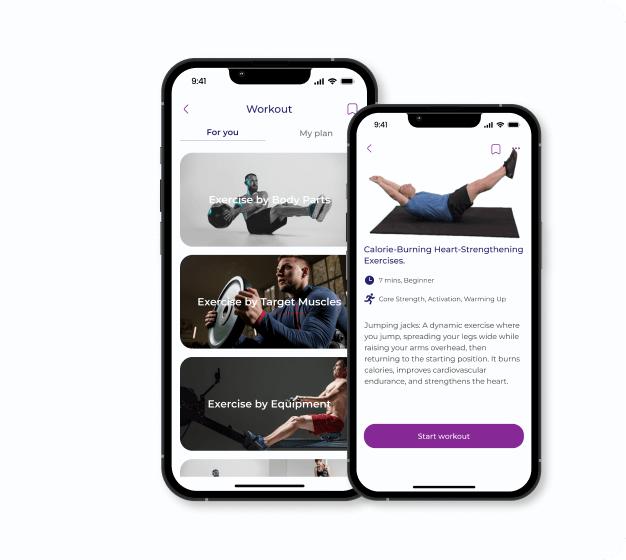 9:41
Workout
For you
My plan
Exercise by Body Parts
Exercise by Target Muscles
Exercise by Equipment
9:41
Calorie-Burning Heart-Strengthening
Exercises.
7 mins, Beginner
Core Strength, Activation, Warming Up
Jumping jacks: A dynamic exercise where
you jump, spreading your legs wide while
raising your arms overhead, then
returning to the starting position. It burns
calories, improves cardiovascular
endurance, and strengthens the heart.
Start workout